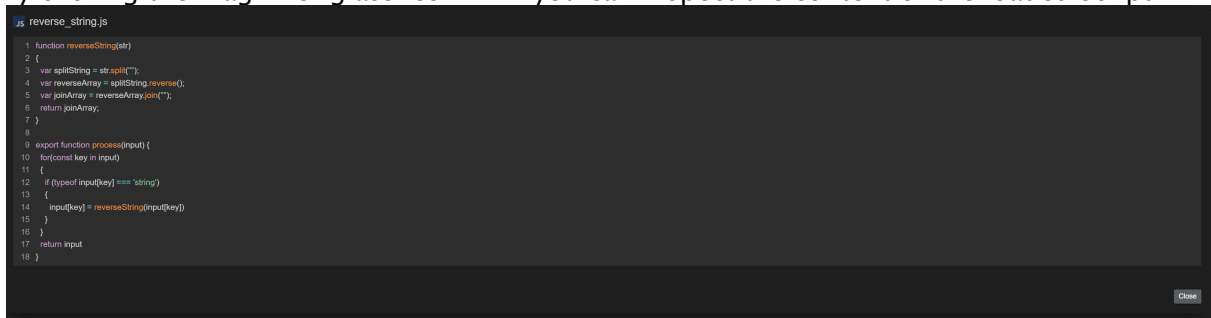 JS reverse_string.js
1 function reverseString(str)
2 {
3 var splitString = str.split("");
4 var reverseArray = splitString.reverse();
5 var joinArray = reverseArray.join("");
6 return joinArray;
7 }
8
9 export function process(input) {
10 for(const key in input)
11 {
12 if (typeof input[key] === 'string')
13 {
14 input[key] = reverseString(input[key])
15 }
16 }
17 return input
18 }
Close